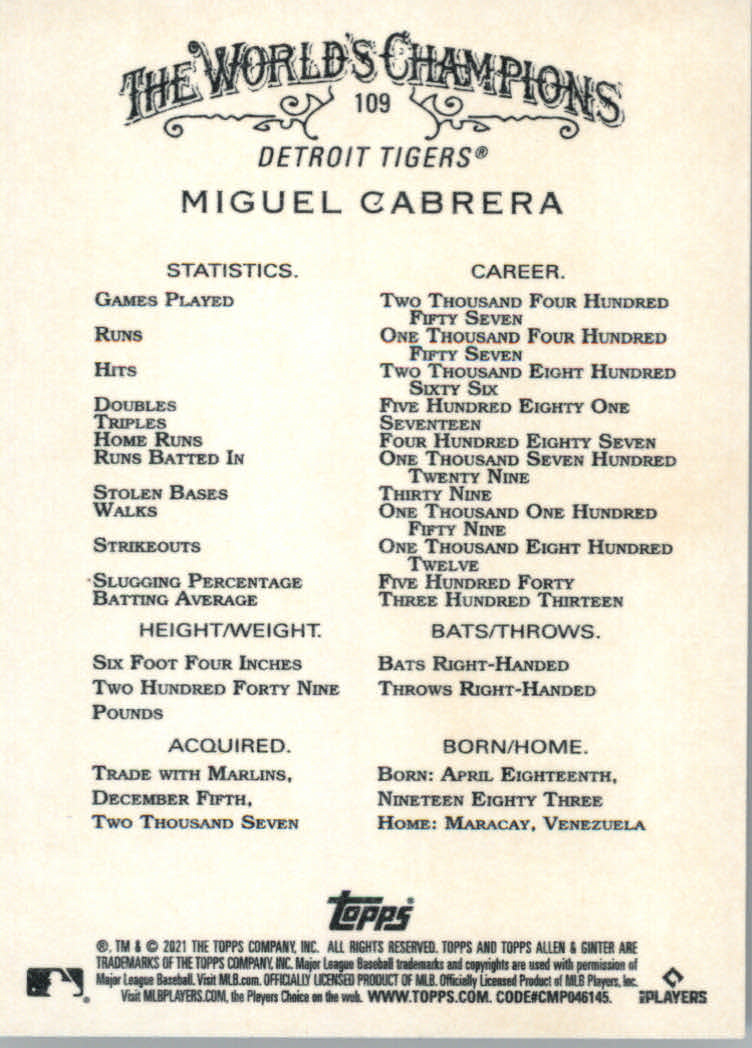 THE WORLD'S CHAMPIONS
109
DETROIT TIGERS®
MIGUEL CABRERA
STATISTICS. CAREER.
GAMES PLAYED TWO THOUSAND FOUR HUNDRED
FIFTY SEVEN
RUNS ONE THOUSAND FOUR HUNDRED
FIFTY SEVEN
HITS TWO THOUSAND EIGHT HUNDRED
SIXTY SIX
DOUBLES FIVE HUNDRED EIGHTY ONE
TRIPLES SEVENTEEN
HOME RUNS FOUR HUNDRED EIGHTY SEVEN
RUNS BATTED IN ONE THOUSAND SEVEN HUNDRED
TWENTY NINE
STOLEN BASES THIRTY NINE
WALKS ONE THOUSAND ONE HUNDRED
FIFTY NINE
STRIKEOUTS ONE THOUSAND EIGHT HUNDRED
TWELVE
SLUGGING PERCENTAGE FIVE HUNDRED FORTY
BATTING AVERAGE THREE HUNDRED THIRTEEN
HEIGHT/WEIGHT. BATS/THROWS.
SIX FOOT FOUR INCHES BATS RIGHT-HANDED
TWO HUNDRED FORTY NINE THROWS RIGHT-HANDED
POUNDS
ACQUIRED. BORN/HOME.
TRADE WITH MARLINS, BORN: APRIL EIGHTEENTH,
DECEMBER FIFTH, NINETEEN EIGHTY THREE
TWO THOUSAND SEVEN HOME: MARACAY, VENEZUELA
Topps®
®, TM & © 2021 THE TOPPS COMPANY, INC. ALL RIGHTS RESERVED. TOPPS AND TOPPS ALLEN & GINTER ARE
TRADEMARKS OF THE TOPPS COMPANY, INC. Major League Baseball trademarks and copyrights are used with permission of
Major League Baseball. Visit MLB.com. OFFICIALLY LICENSED PRODUCT OF MLB. Officially Licensed Product of MLB Players, Inc.
Visit MLBPLAYERS.COM, the Players Choice on the web. WWW.TOPPS.COM. CODE#CMP046145.
PLAYERS